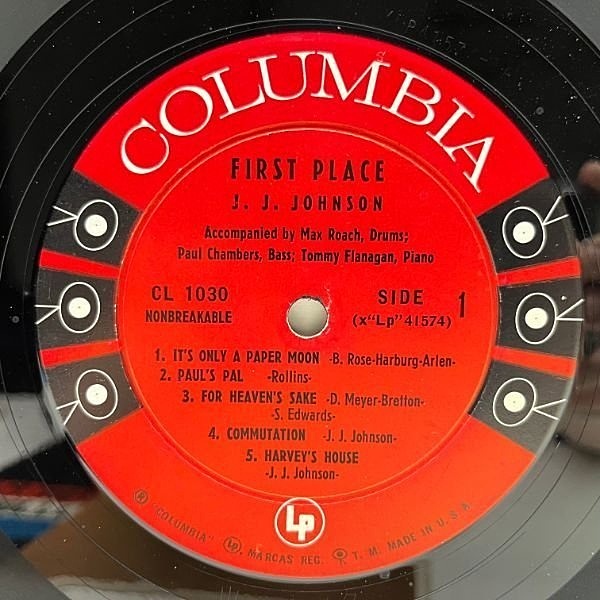 COLUMBIA
FIRST PLACE
J. J. JOHNSON
Accompanied by Max Roach, Drums;
Paul Chambers, Bass; Tommy Flanagan, Piano
CL 1030 SIDE 1
NONBREAKABLE (x"Lp"41574)
1. IT'S ONLY A PAPER MOON -B. Rose-Harburg-Arlen-
2. PAUL'S PAL -Rollins-
3. FOR HEAVEN'S SAKE -D. Meyer-Bretton-
-S. Edwards-
4. COMMUTATION -J. J. Johnson-
5. HARVEY'S HOUSE
-J. J. Johnson-
LP
® "COLUMBIA" LP, MARCAS REG. T. M. MADE IN U.S.A.